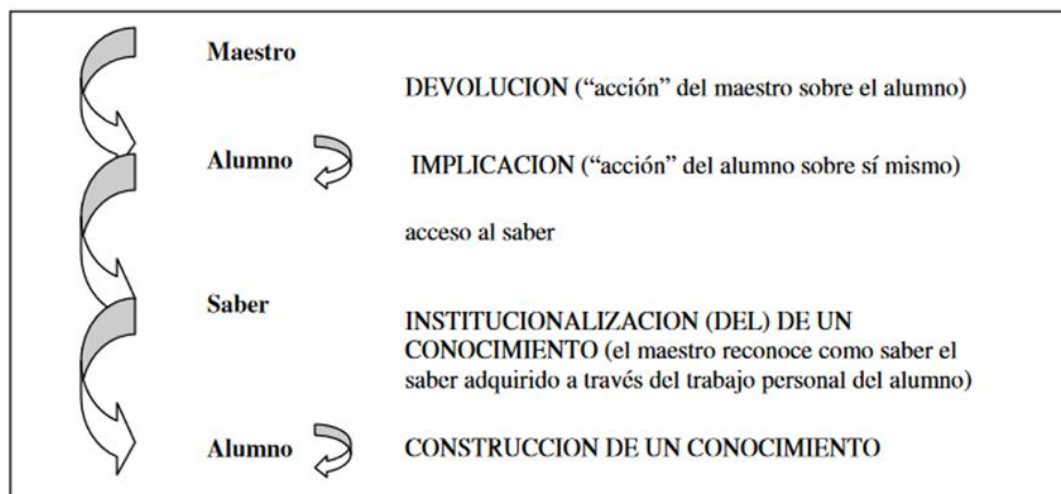 Maestro
DEVOLUCION (“acción” del maestro sobre el alumno)
Alumno
IMPLICACION (“acción” del alumno sobre sí mismo)
acceso al saber
Saber
INSTITUCIONALIZACION (DEL) DE UN
CONOCIMIENTO (el maestro reconoce como saber el
saber adquirido a través del trabajo personal del alumno)
Alumno
CONSTRUCCION DE UN CONOCIMIENTO